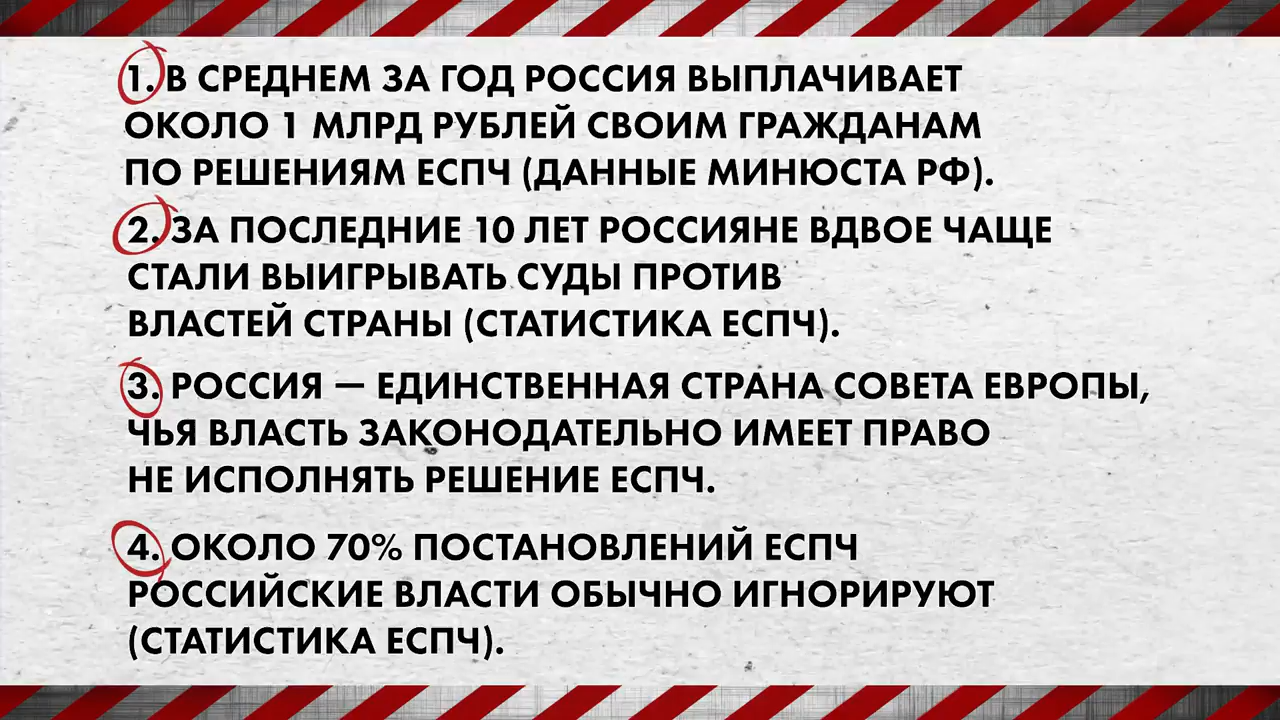 1. В СРЕДНЕМ ЗА ГОД РОССИЯ ВЫПЛАЧИВАЕТ
ОКОЛО 1 МЛРД РУБЛЕЙ СВОИМ ГРАЖДАНАМ
ПО РЕШЕНИЯМ ЕСПЧ (ДАННЫЕ МИНЮСТА РФ).
2. ЗА ПОСЛЕДНИЕ 10 ЛЕТ РОССИЯНЕ ВДВОЕ ЧАЩЕ
СТАЛИ ВЫИГРЫВАТЬ СУДЫ ПРОТИВ
ВЛАСТЕЙ СТРАНЫ (СТАТИСТИКА ЕСПЧ).
3. РОССИЯ — ЕДИНСТВЕННАЯ СТРАНА СОВЕТА ЕВРОПЫ,
ЧЬЯ ВЛАСТЬ ЗАКОНОДАТЕЛЬНО ИМЕЕТ ПРАВО
НЕ ИСПОЛНЯТЬ РЕШЕНИЕ ЕСПЧ.
4. ОКОЛО 70% ПОСТАНОВЛЕНИЙ ЕСПЧ
РОССИЙСКИЕ ВЛАСТИ ОБЫЧНО ИГНОРИРУЮТ
(СТАТИСТИКА ЕСПЧ).